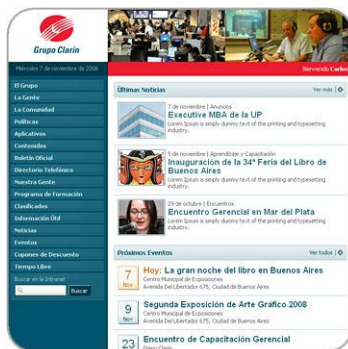 Grupo Clarín
Miércoles 7 de noviembre de 2008
Bienvenido Carlos
El Grupo
La Gente
La Comunidad
Políticas
Aplicativos
Contenidos
Boletín Oficial
Directorio Telefónico
Nuestra Gente
Programa de Formación
Clasificados
Información Útil
Noticias
Eventos
Cupones de Descuento
Tiempo Libre
Buscar en la Intranet
Buscar
Últimas Noticias
Ver más
7 de noviembre | Anuncios
Executive MBA de la UP
Lorem Ipsum is simply dummy text of the printing and typesetting
industry.
5 de noviembre | Aprendizaje y Capacitación
Inauguración de la 34ª Feria del Libro de
Buenos Aires
Lorem Ipsum is simply dummy text of the printing and typesetting
industry.
29 de octubre | Encuentros
Encuentro Gerencial en Mar del Plata
Lorem Ipsum is simply dummy text of the printing and typesetting
industry.
Próximos Eventos
Ver todos
7
Nov
Hoy: La gran noche del libro en Buenos Aires
Centro Municipal de Exposiciones
Avenida Del Libertador 675, Ciudad de Buenos Aires
9
Nov
Segunda Exposición de Arte Grafico 2008
Centro Municipal de Exposiciones
Avenida Del Libertador 675, Ciudad de Buenos Aires
23
Encuentro de Capacitación Gerencial
Diario Clarín